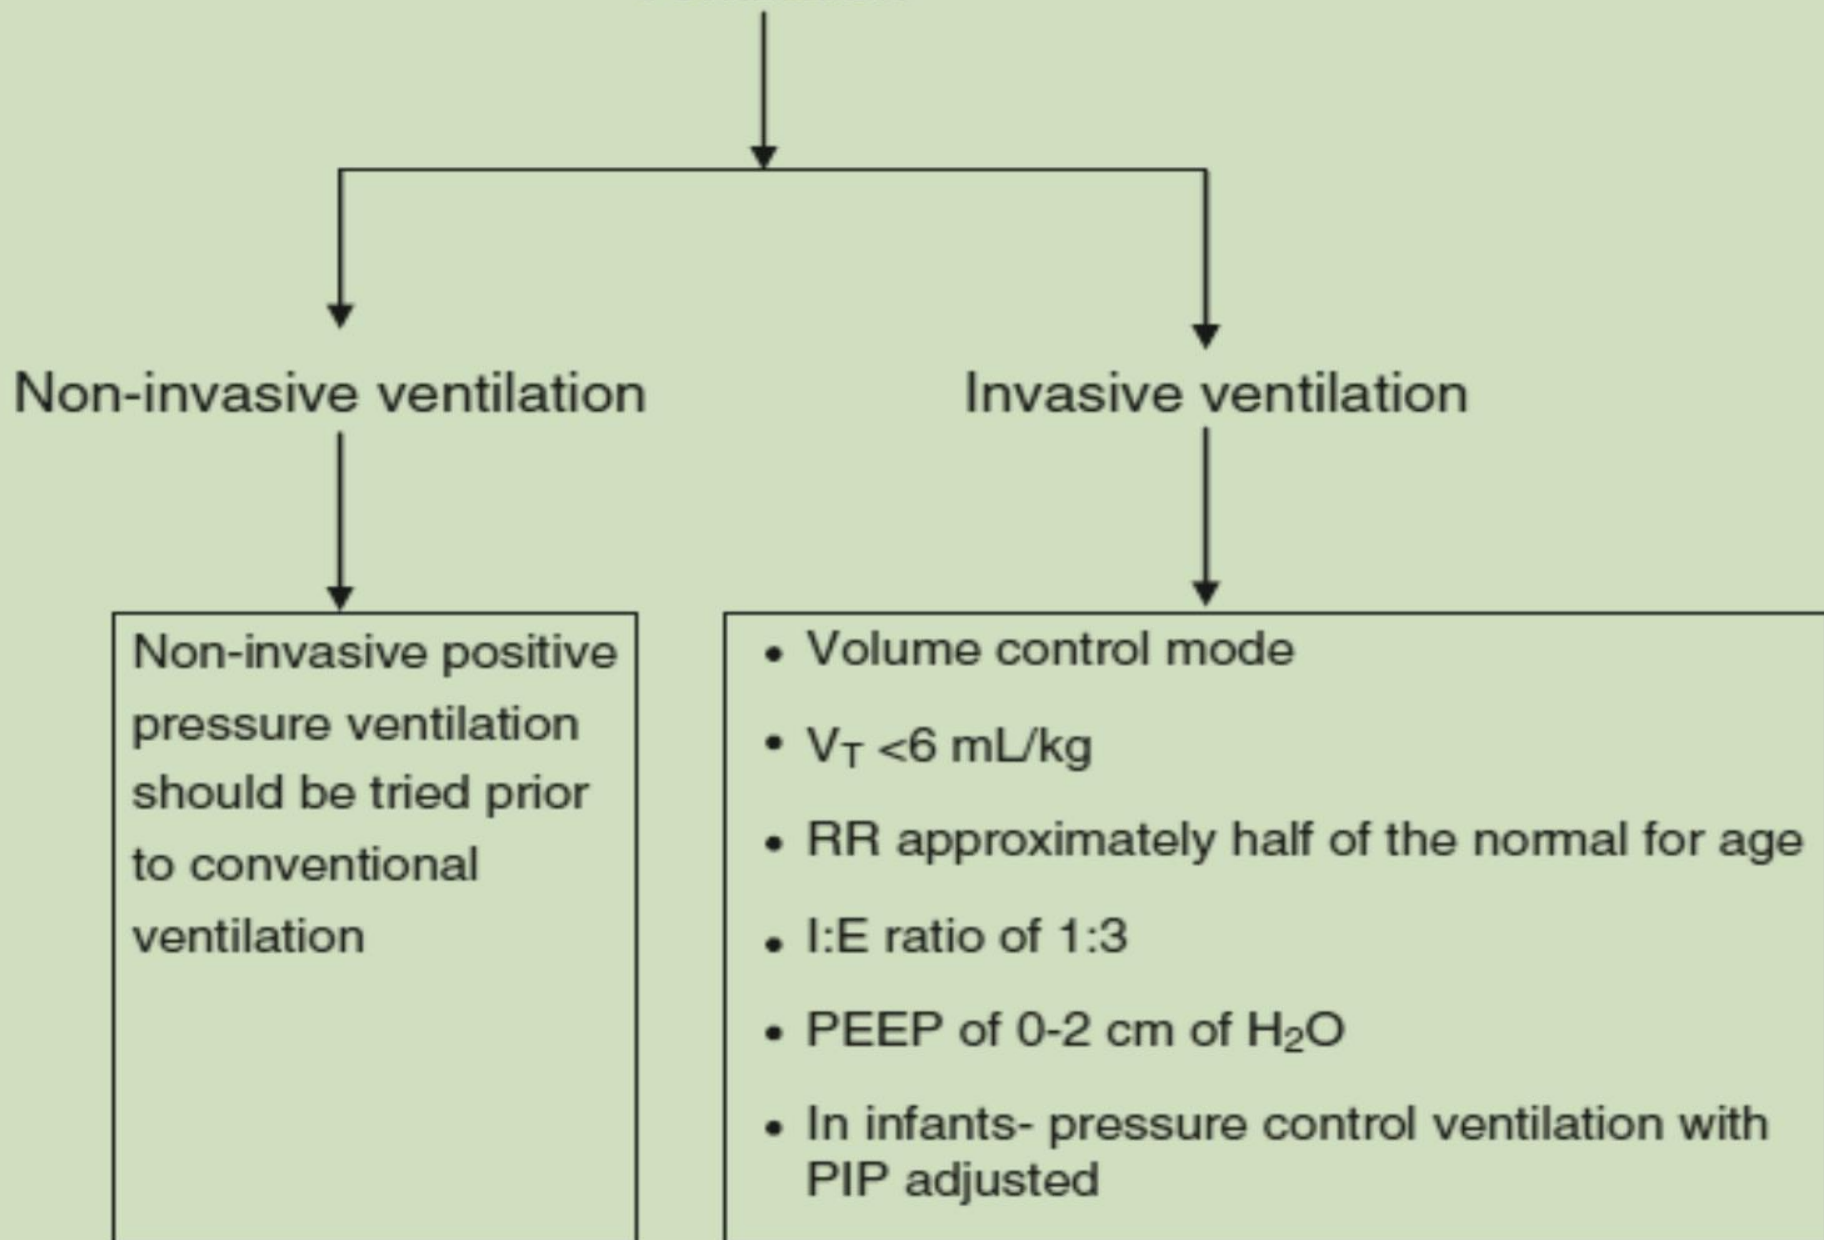 Non-invasive ventilation
Invasive ventilation
Non-invasive positive
pressure ventilation
should be tried prior
to conventional
ventilation
• Volume control mode
• V_T <6 mL/kg
• RR approximately half of the normal for age
• I:E ratio of 1:3
• PEEP of 0-2 cm of H₂O
• In infants- pressure control ventilation with
PIP adjusted